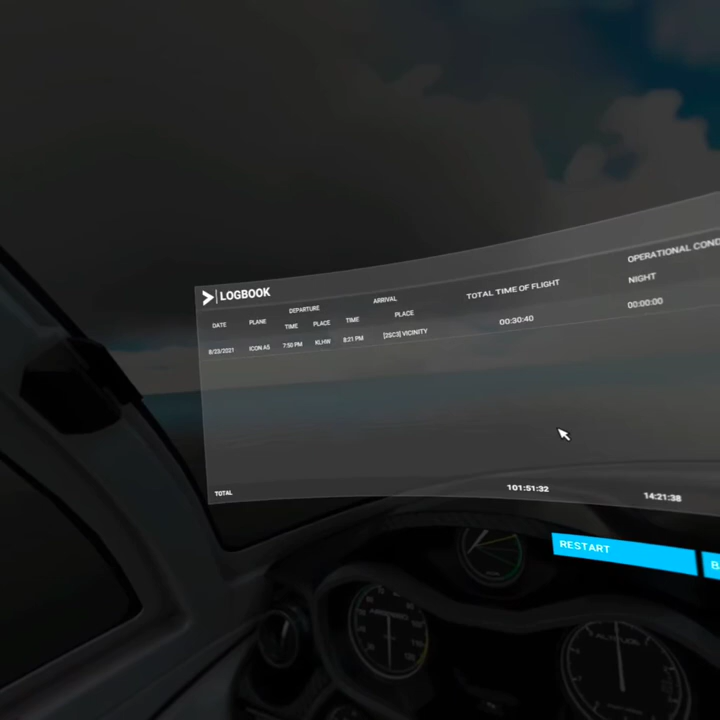 LOGBOOK
OPERATIONAL COND
DATE PLANE DEPARTURE ARRIVAL TOTAL TIME OF FLIGHT NIGHT
TIME PLACE TIME PLACE
8/23/2021 ICON A5 7:50 PM KLHW 8:21 PM [2SC3] VICINITY 00:30:40 00:00:00
TOTAL 101:51:32 14:21:38
RESTART B